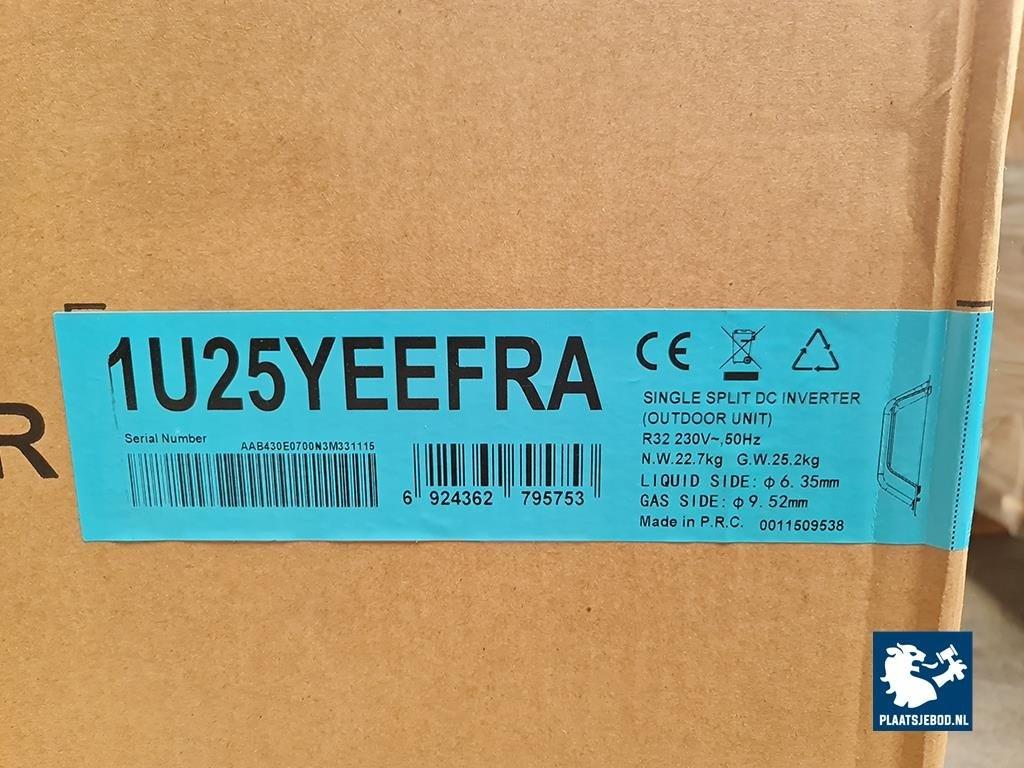 R
1U25YEEFRA
Serial Number
AAB430E0700N3M331115
6 924362 795753
CE
SINGLE SPLIT DC INVERTER
(OUTDOOR UNIT)
R32 230V~,50Hz
N.W.22.7kg G.W.25.2kg
LIQUID SIDE: φ6.35mm
GAS SIDE: φ9.52mm
Made in P.R.C. 0011509538
PLAATSJEBOD.NL